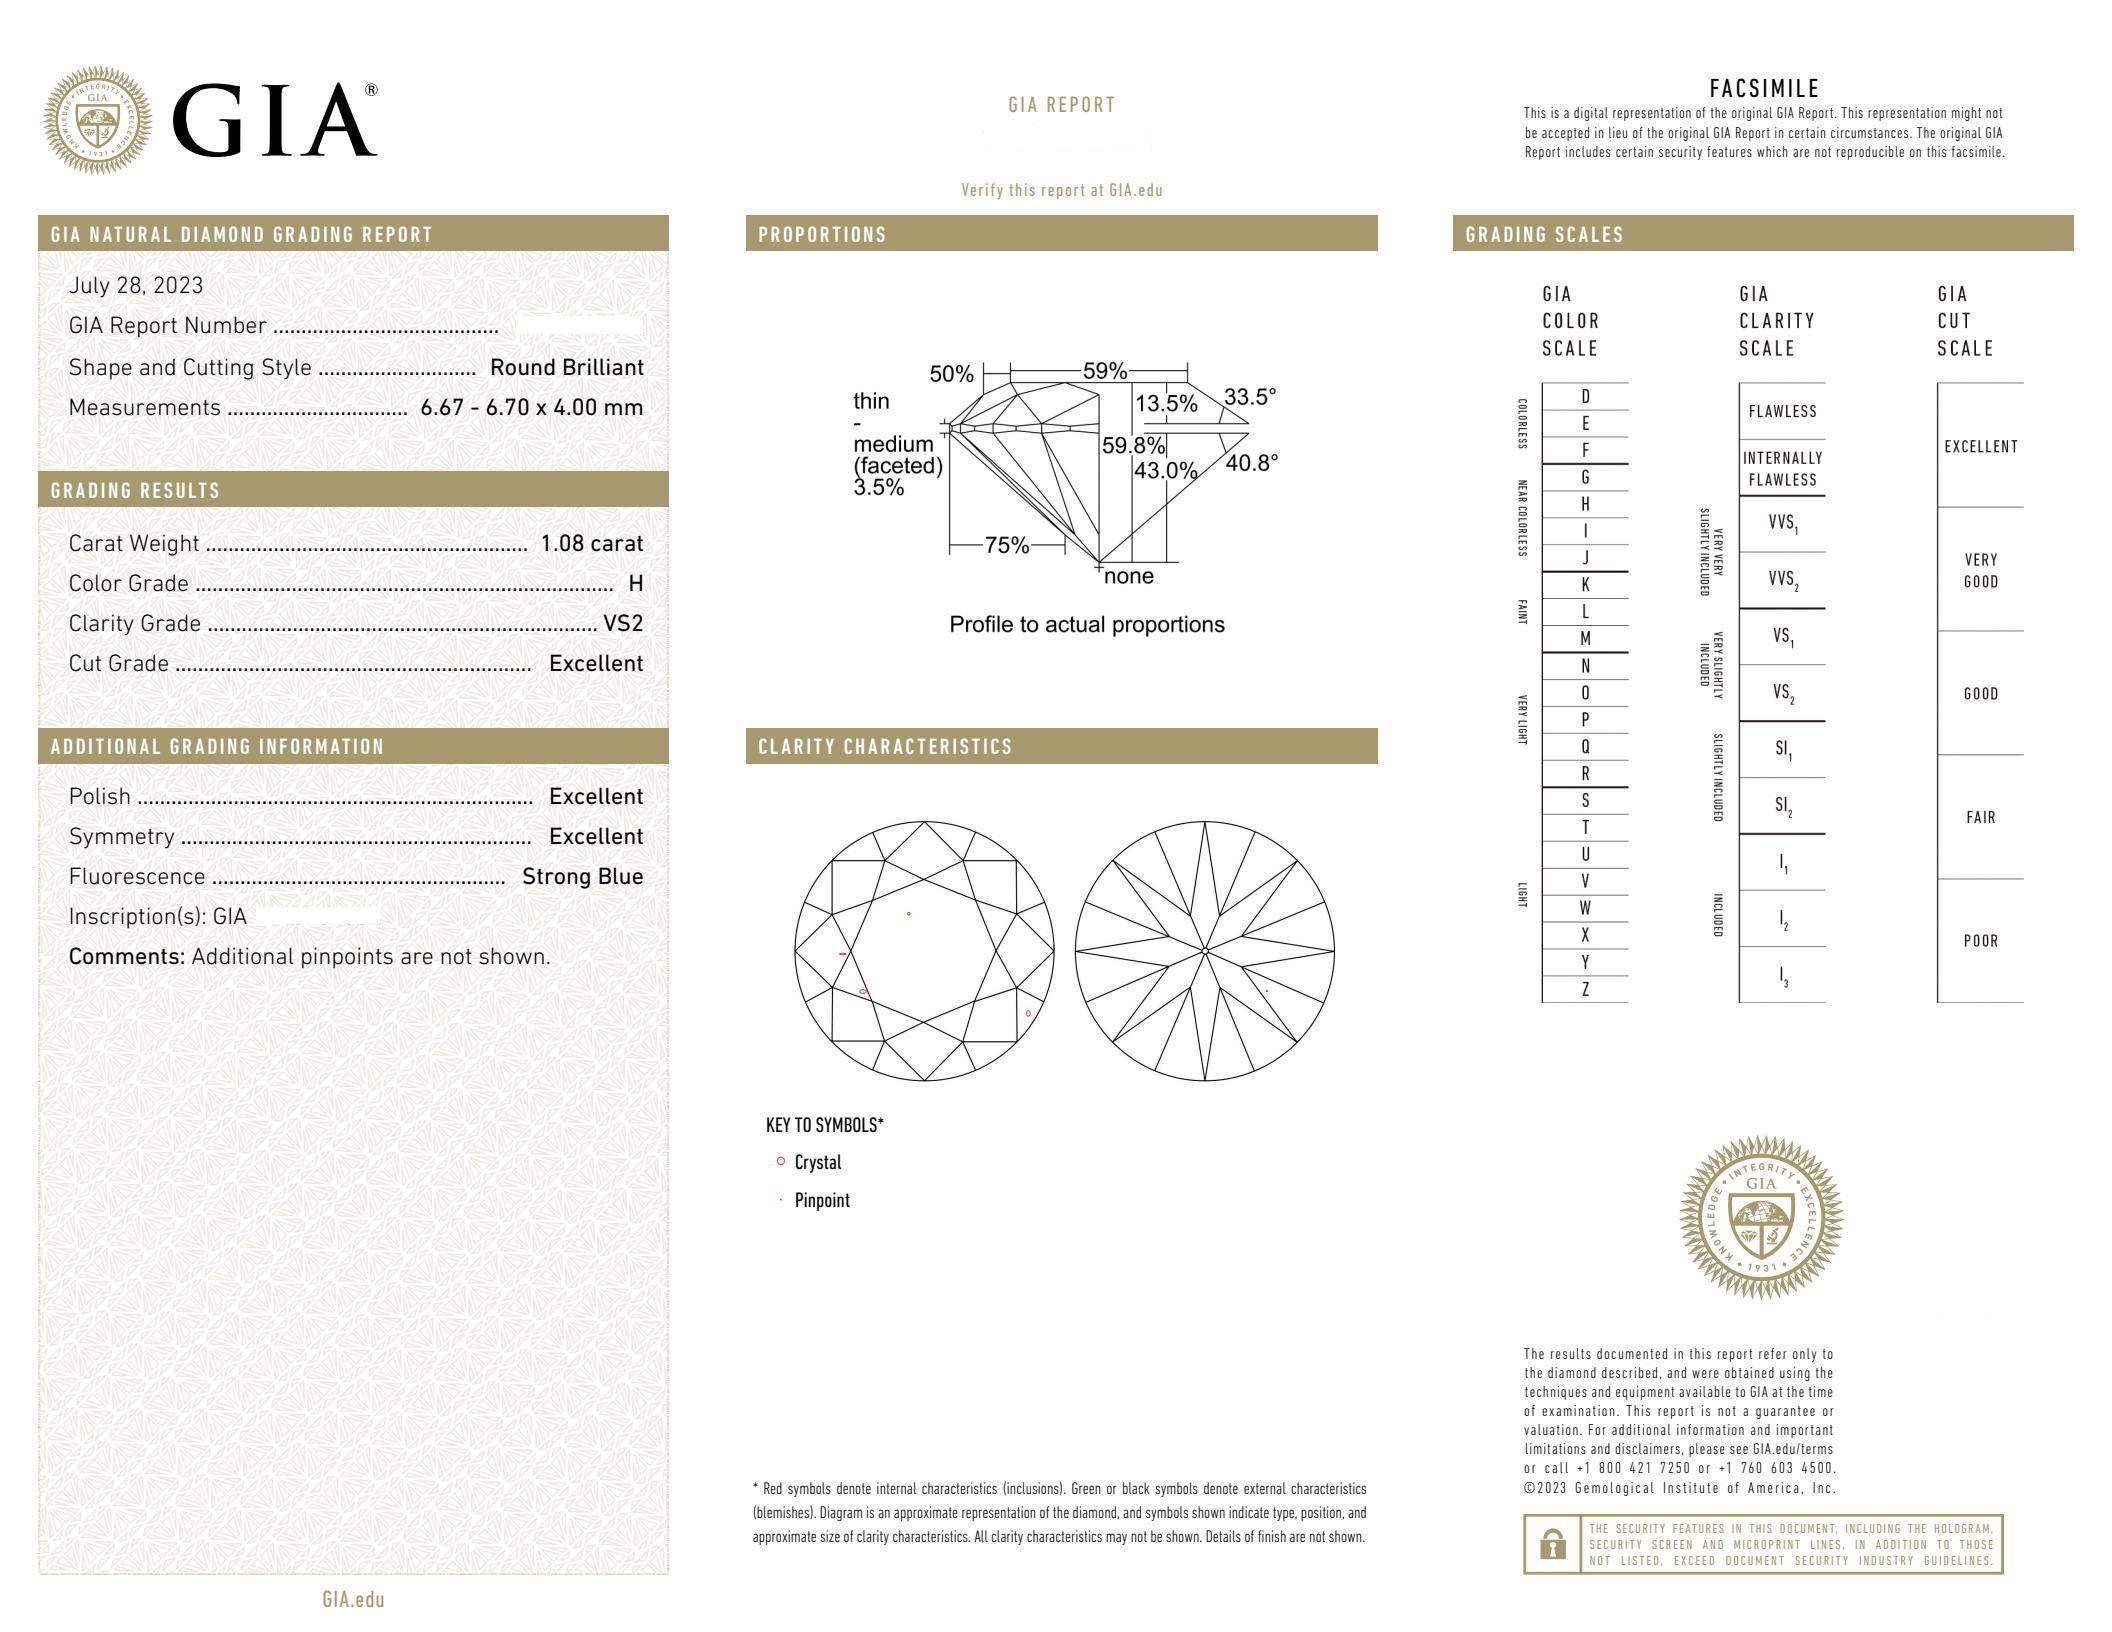 GIA®
GIA NATURAL DIAMOND GRADING REPORT
July 28, 2023
GIA Report Number ........................................
Shape and Cutting Style ............................ Round Brilliant
Measurements ................................ 6.67 - 6.70 x 4.00 mm
GRADING RESULTS
Carat Weight ......................................................... 1.08 carat
Color Grade .......................................................................... H
Clarity Grade ..................................................................... VS2
Cut Grade ............................................................... Excellent
ADDITIONAL GRADING INFORMATION
Polish ...................................................................... Excellent
Symmetry .............................................................. Excellent
Fluorescence .................................................... Strong Blue
Inscription(s): GIA
Comments: Additional pinpoints are not shown.
GIA.edu
GIA REPORT
Verify this report at GIA.edu
PROPORTIONS
50%
59%
thin
-
medium
(faceted)
3.5%
13.5%
33.5°
59.8%
43.0%
40.8°
75%
none
Profile to actual proportions
CLARITY CHARACTERISTICS
KEY TO SYMBOLS*
Crystal
Pinpoint
* Red symbols denote internal characteristics (inclusions). Green or black symbols denote external characteristics
(blemishes). Diagram is an approximate representation of the diamond, and symbols shown indicate type, position, and
approximate size of clarity characteristics. All clarity characteristics may not be shown. Details of finish are not shown.
FACSIMILE
This is a digital representation of the original GIA Report. This representation might not
be accepted in lieu of the original GIA Report in certain circumstances. The original GIA
Report includes certain security features which are not reproducible on this facsimile.
GRADING SCALES
GIA
COLOR
SCALE
COLORLESS
D
E
F
NEAR COLORLESS
G
H
I
J
FAINT
K
L
M
VERY LIGHT
N
O
P
Q
R
LIGHT
S
T
U
V
W
X
Y
Z
GIA
CLARITY
SCALE
FLAWLESS
INTERNALLY
FLAWLESS
VERY VERY
SLIGHTLY INCLUDED
VVS1
VVS2
VERY SLIGHTLY
INCLUDED
VS1
VS2
SLIGHTLY INCLUDED
SI1
SI2
INCLUDED
I1
I2
I3
GIA
CUT
SCALE
EXCELLENT
VERY
GOOD
GOOD
FAIR
POOR
KNOWLEDGE • INTEGRITY • EXCELLENCE • 1931 •
GIA
The results documented in this report refer only to
the diamond described, and were obtained using the
techniques and equipment available to GIA at the time
of examination. This report is not a guarantee or
valuation. For additional information and important
limitations and disclaimers, please see GIA.edu/terms
or call +1 800 421 7250 or +1 760 603 4500.
©2023 Gemological Institute of America, Inc.
THE SECURITY FEATURES IN THIS DOCUMENT, INCLUDING THE HOLOGRAM,
SECURITY SCREEN AND MICROPRINT LINES, IN ADDITION TO THOSE
NOT LISTED, EXCEED DOCUMENT SECURITY INDUSTRY GUIDELINES.